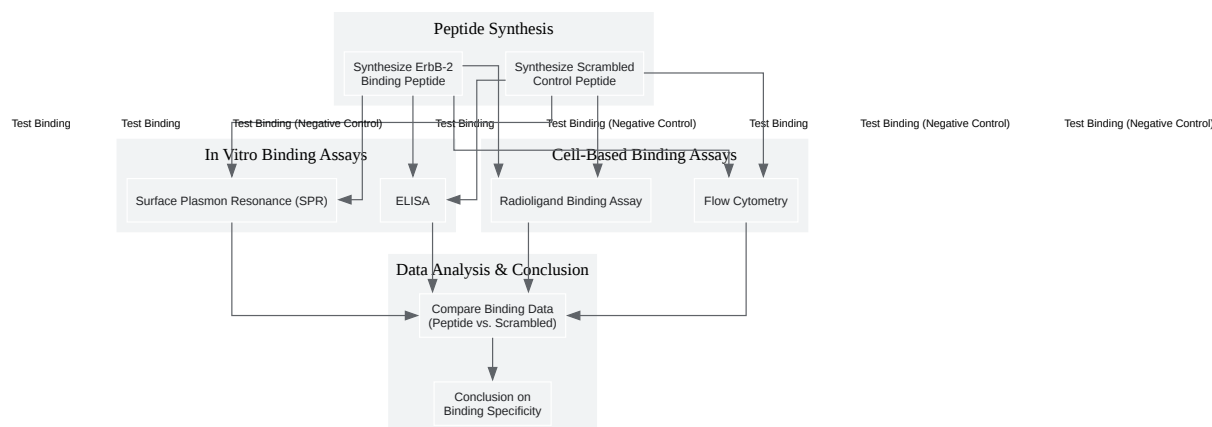 Peptide Synthesis
Synthesize ErbB-2
Binding Peptide
Synthesize Scrambled
Control Peptide
Test Binding
Test Binding
Test Binding (Negative Control)
Test Binding
Test Binding (Negative Control)
Test Binding
Test Binding (Negative Control)
Test Binding (Negative Control)
In Vitro Binding Assays
Cell-Based Binding Assays
Surface Plasmon Resonance (SPR)
ELISA
Radioligand Binding Assay
Flow Cytometry
Data Analysis & Conclusion
Compare Binding Data
(Peptide vs. Scrambled)
Conclusion on
Binding Specificity